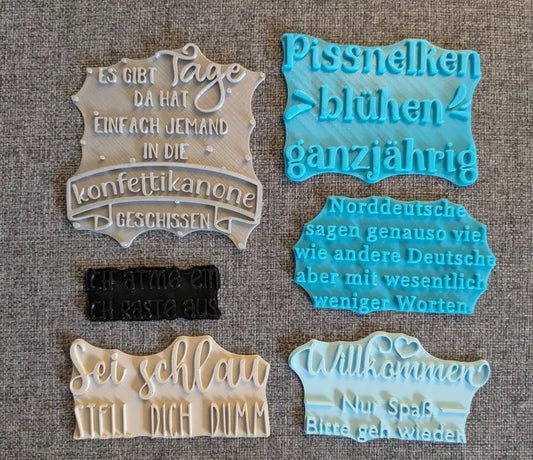 ES GIBT Tage
DA HAT
EINFACH JEMAND
IN DIE
konfettikanone
GESCHISSEN
Pissnelken
blühen
ganzjährig
Norddeutsche
sagen genauso viel
wie andere Deutsche
aber mit wesentlich
weniger Worten.
ICH ATME EIN
ICH RASTE AUS
Sei schlau
STELL DICH DUMM
Willkommen
Nur Spaß,
Bitte geh wieder.